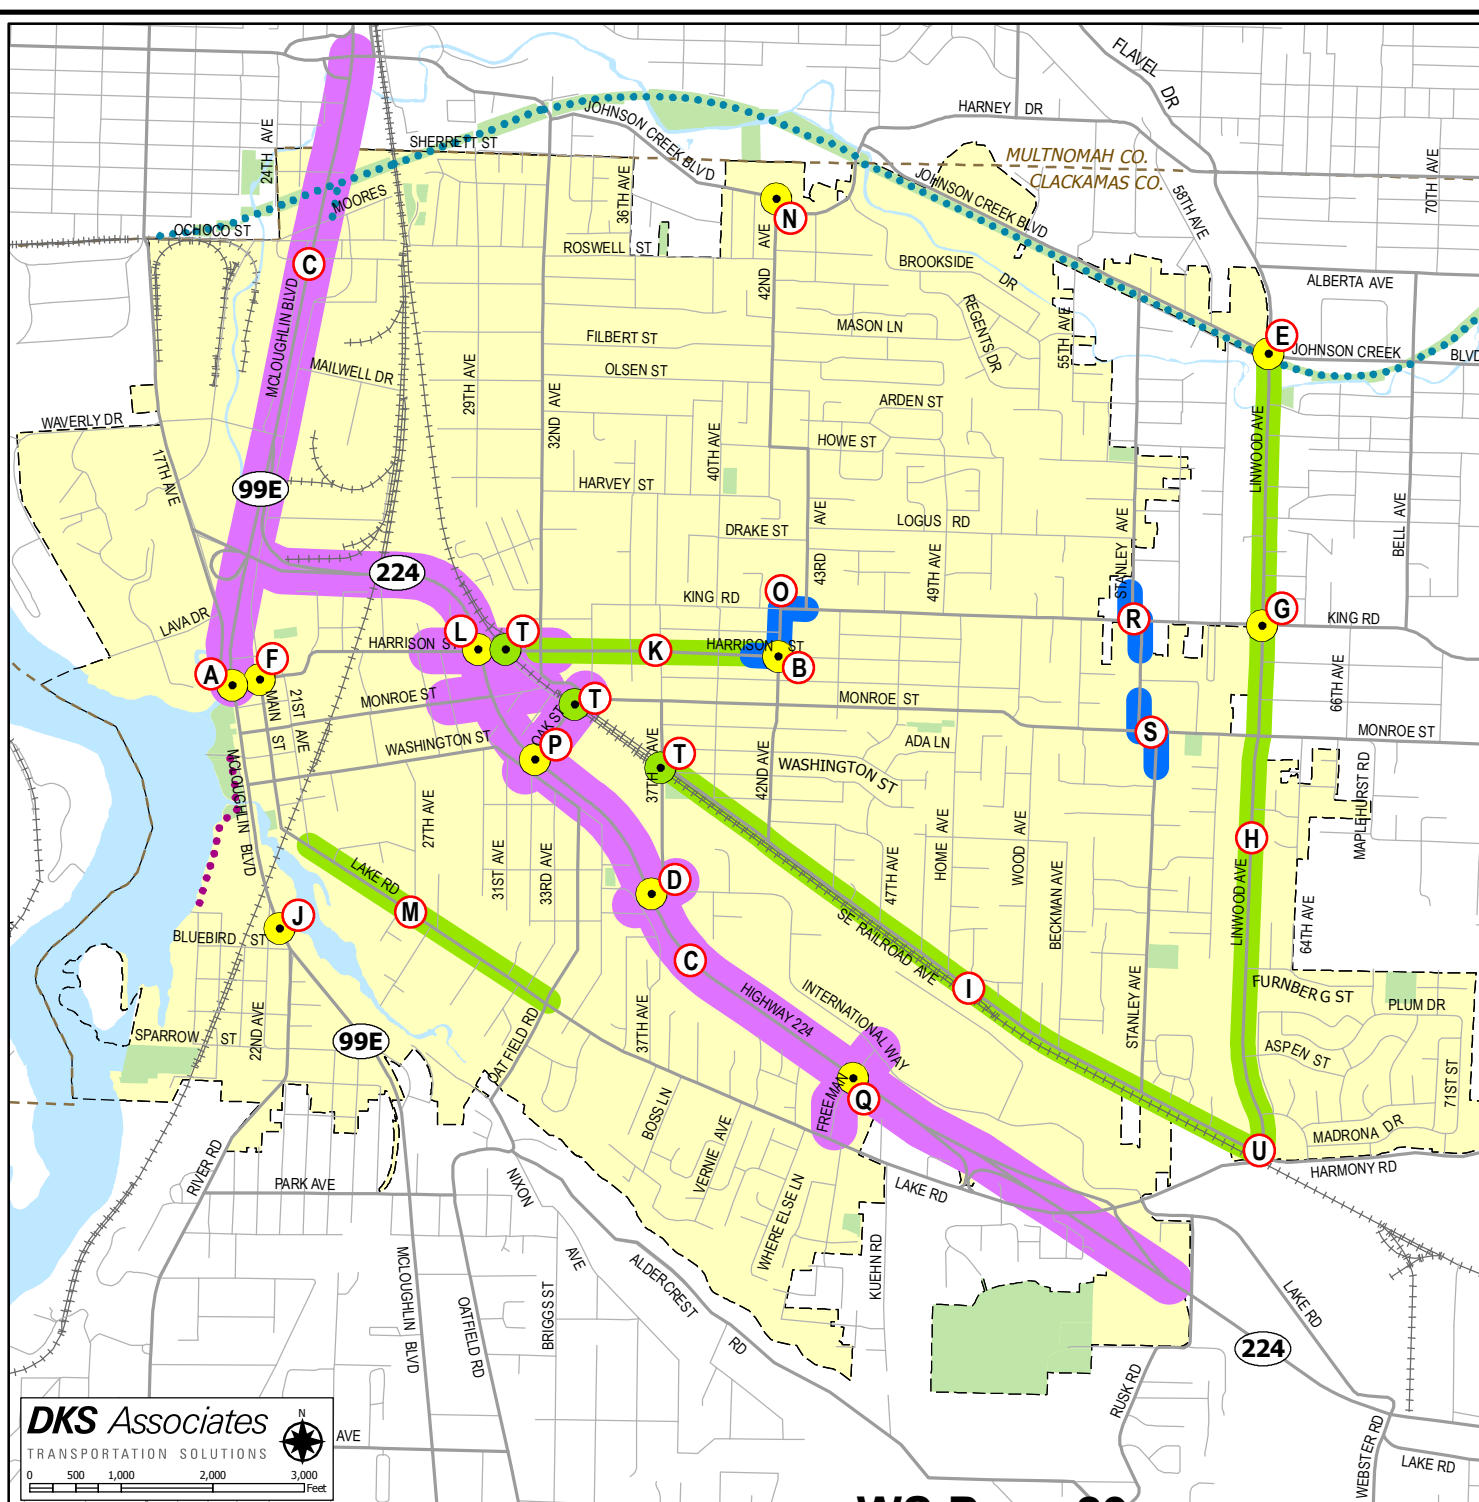 FLAVEL DR
HARNEY DR
JOHNSON CREEK BLVD
24TH AVE
SHERRETT ST
MULTNOMAH CO.
CLACKAMAS CO.
36TH AVE
70TH AVE
MOORES
JOHNSON CREEK BLVD
58TH AVE
N
OCHOCO ST
ROSWELL ST
42ND AVE
BROOKSIDE DR
C
ALBERTA AVE
MCLOUGHLIN BLVD
REGENTS DR
55TH AVE
MASON LN
FILBERT ST
E
JOHNSON CREEK BLVD
MAILWELL DR
29TH AVE
OLSEN ST
32ND AVE
ARDEN ST
WAVERLY DR
40TH AVE
HOWE ST
LINWOOD AVE
17TH AVE
99E
HARVEY ST
DRAKE ST
43RD AVE
LOGUS RD
STANLEY AVE
BELL AVE
49TH AVE
224
O
KING RD
R
G
KING RD
LAVA DR
HARRISON ST
L
T
K
HARRISON ST
B
A
F
66TH AVE
MONROE ST
MAIN ST
21ST AVE
OAK ST
T
MONROE ST
MONROE ST
WASHINGTON ST
P
ADA LN
S
MCLOUGHLIN BLVD
37TH AVE
T
42ND AVE
WASHINGTON ST
MAPLEHURST RD
27TH AVE
31ST AVE
33RD AVE
HOME AVE
WOOD AVE
H
LAKE RD
M
D
47TH AVE
BECKMAN AVE
LINWOOD AVE
64TH AVE
J
BLUEBIRD ST
SE RAILROAD AVE
C
I
HIGHWAY 224
INTERNATIONAL WAY
STANLEY AVE
FURNBERG ST
PLUM DR
SPARROW ST
22ND AVE
99E
OATFIELD RD
37TH AVE
ASPEN ST
71ST ST
FREEMAN
Q
BOSS LN
VERNIE AVE
MADRONA DR
U
HARMONY RD
RIVER RD
PARK AVE
NIXON AVE
WHERE ELSE LN
LAKE RD
KUEHN RD
MCLOUGHLIN BLVD
OATFIELD RD
BRIGGS ST
ALDERCREST RD
LAKE RD
224
RUSK RD
DKS Associates
TRANSPORTATION SOLUTIONS
N
0 500 1,000 2,000 3,000
Feet
AVE
WEBSTER RD
LAKE RD